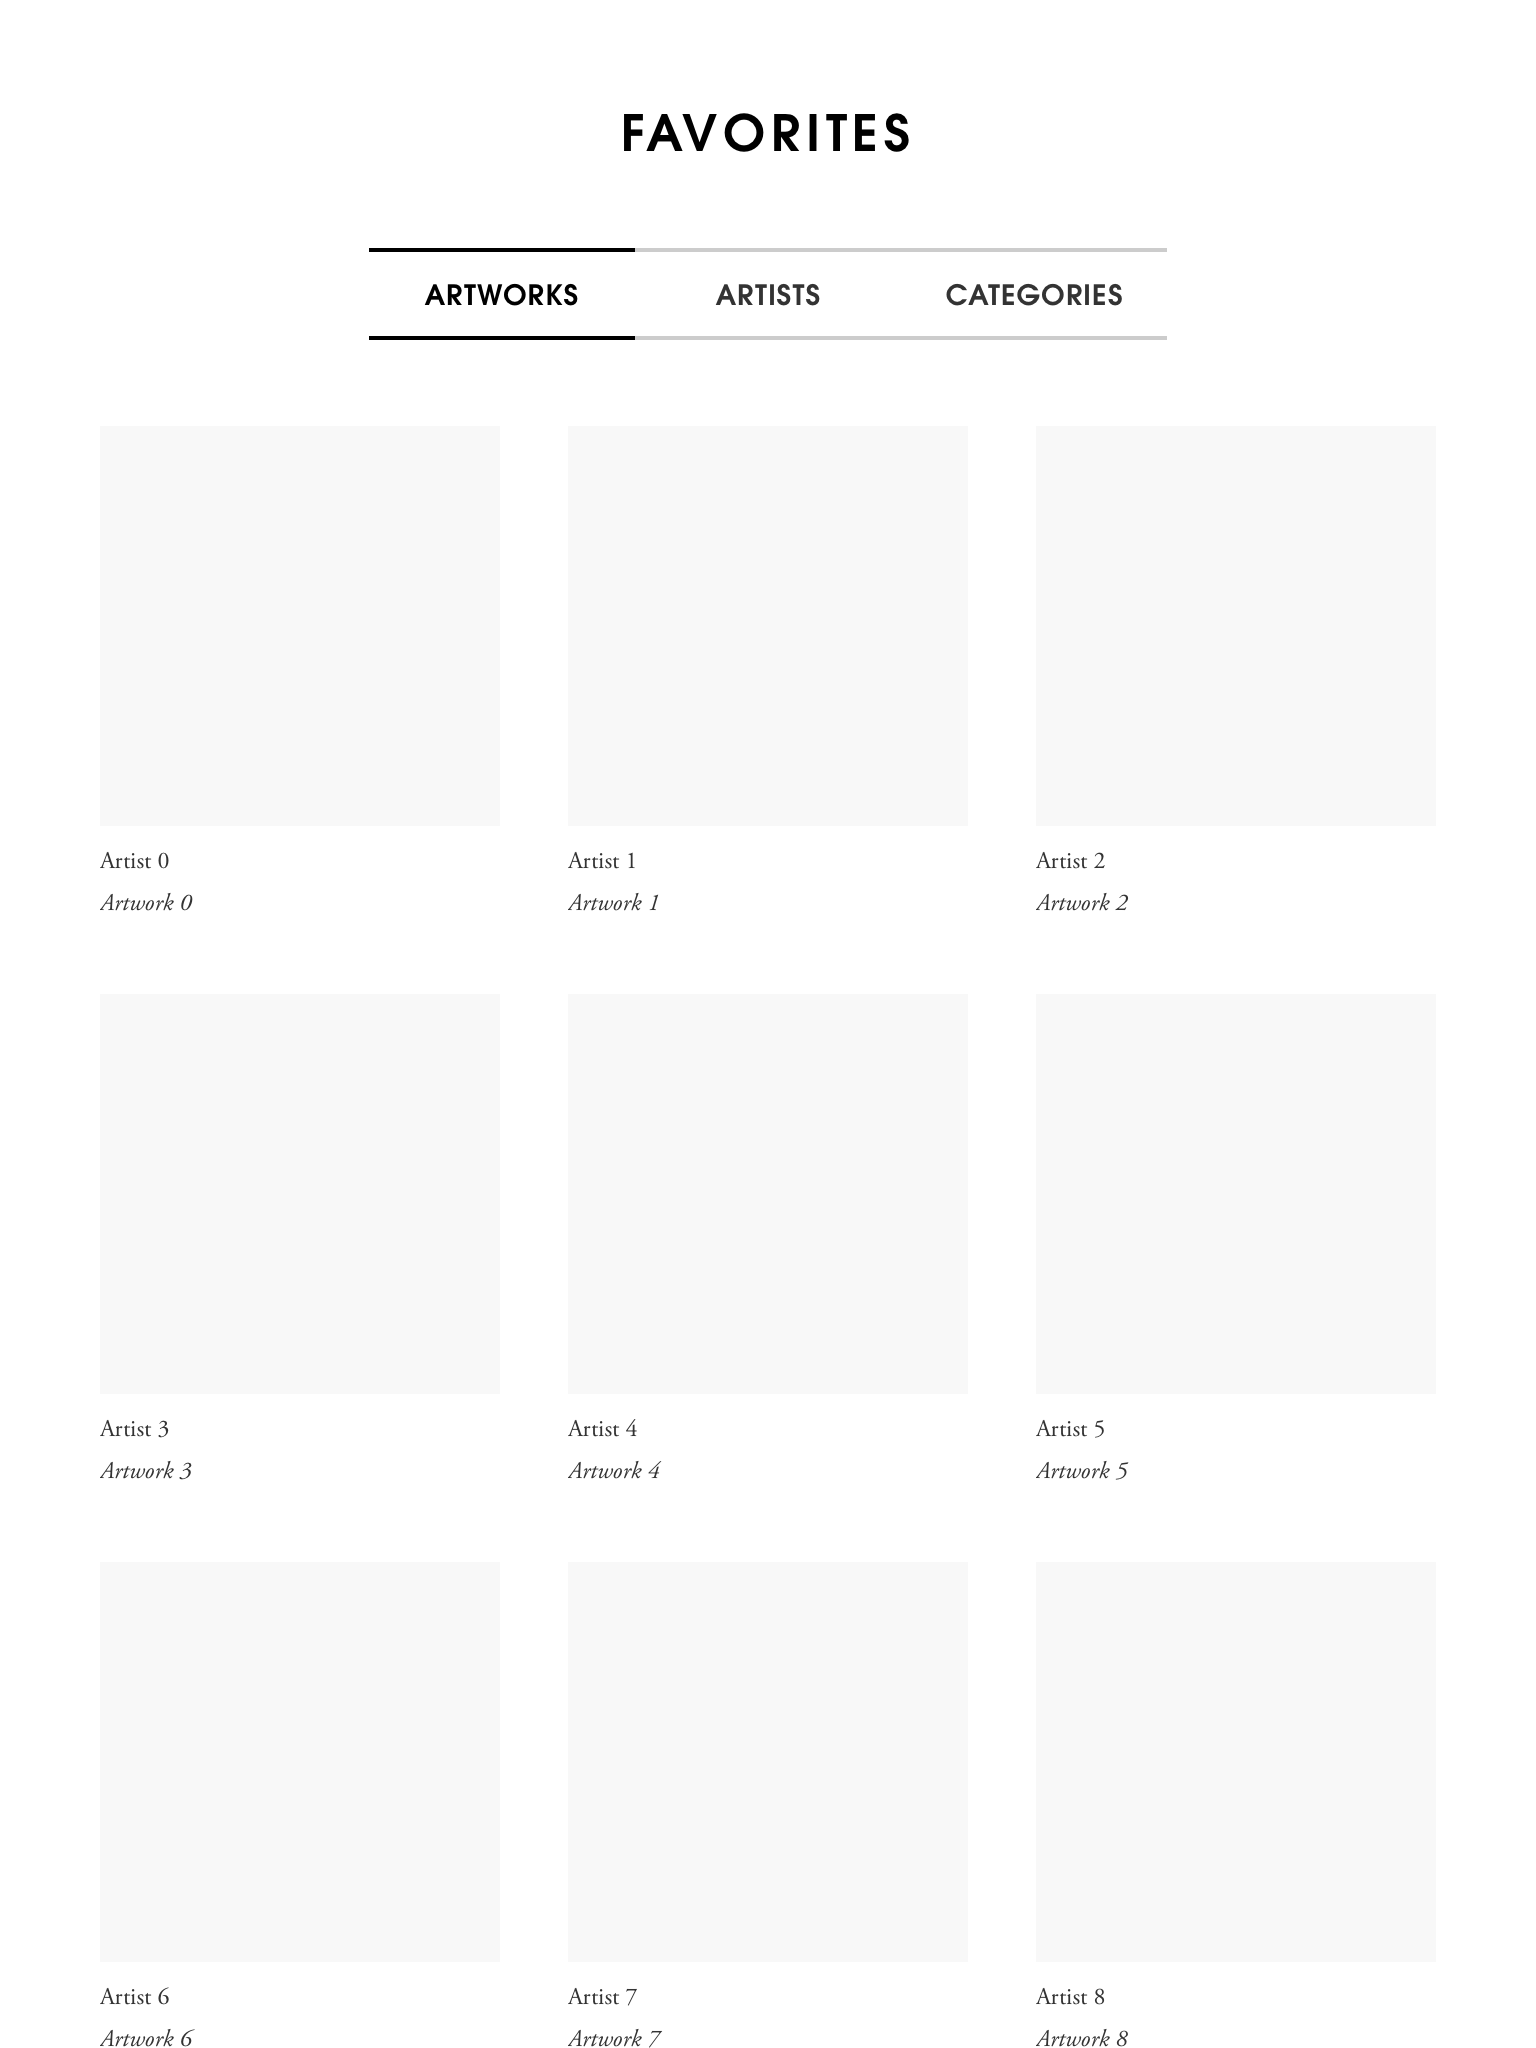 FAVORITES
ARTWORKS ARTISTS CATEGORIES
Artist 0 Artist 1 Artist 2
Artwork 0 Artwork 1 Artwork 2
Artist 3 Artist 4 Artist 5
Artwork 3 Artwork 4 Artwork 5
Artist 6 Artist 7 Artist 8
Artwork 6 Artwork 7 Artwork 8